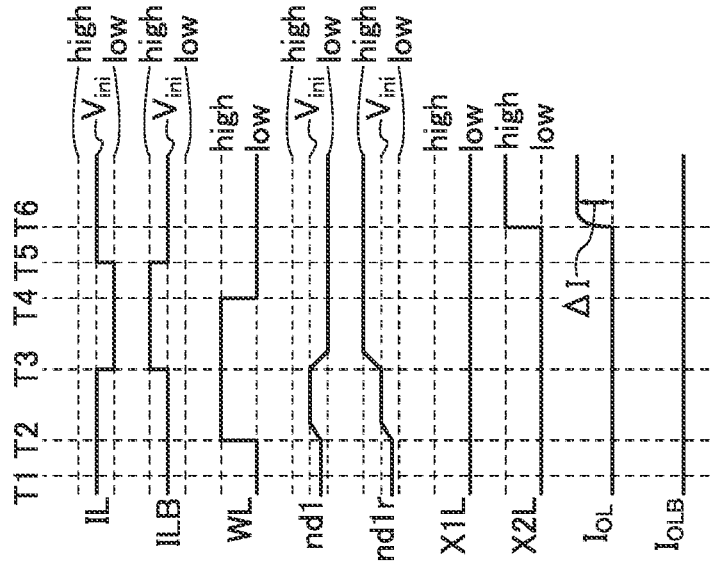 T1 T2 T3 T4 T5 T6
IL
high
Vini
low
ILB
high
Vini
low
WL
high
low
nd1
high
Vini
low
nd1r
high
Vini
low
X1L
high
low
X2L
high
low
IOL
ΔI
IOLB